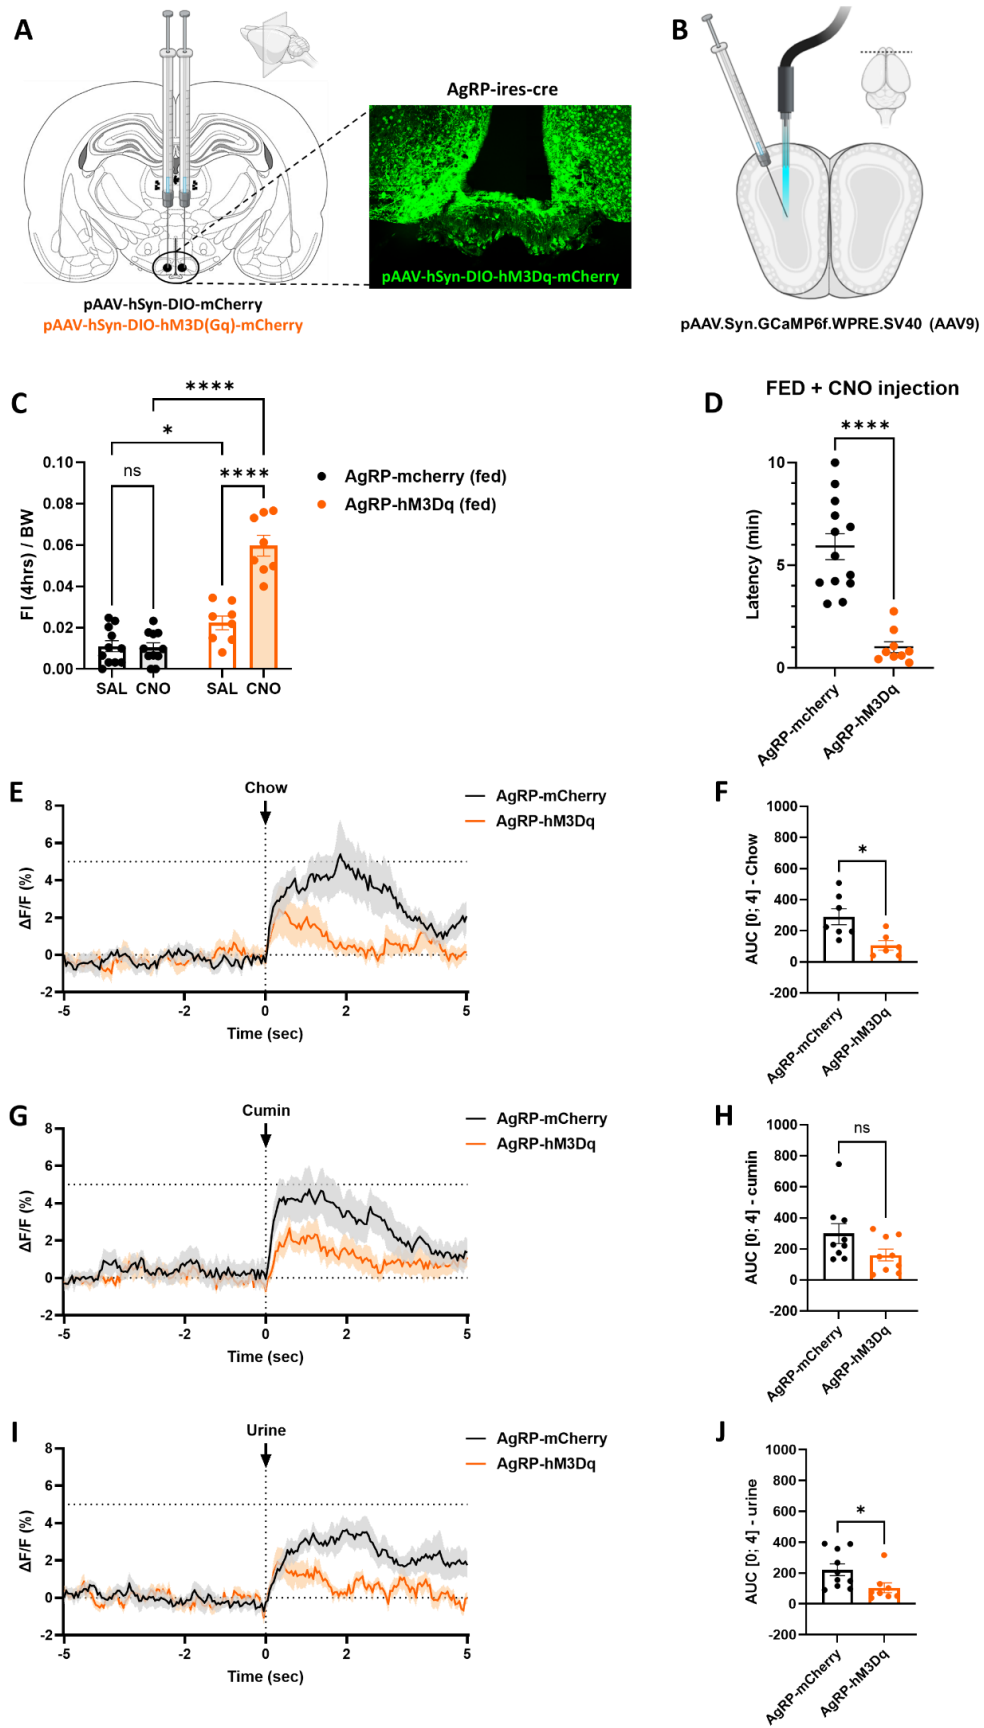 A
B
AgRP-ires-cre
pAAV-hSyn-DIO-hM3Dq-mCherry
pAAV-hSyn-DIO-mCherry
pAAV-hSyn-DIO-hM3D(Gq)-mCherry
pAAV.Syn.GCaMP6f.WPRE.SV40 (AAV9)
C
****
*
ns
****
0.10
0.08
0.06
0.04
0.02
0.00
FI (4hrs) / BW
SAL CNO SAL CNO
AgRP-mcherry (fed)
AgRP-hM3Dq (fed)
D
FED + CNO injection
****
10
5
0
Latency (min)
AgRP-mcherry
AgRP-hM3Dq
E
Chow
AgRP-mCherry
AgRP-hM3Dq
8
6
4
2
0
-2
ΔF/F (%)
-5 -2 0 2 5
Time (sec)
F
1000
800
600
400
200
0
-200
AUC [0; 4] - Chow
*
AgRP-mCherry
AgRP-hM3Dq
G
Cumin
AgRP-mCherry
AgRP-hM3Dq
8
6
4
2
0
-2
ΔF/F (%)
-5 -2 0 2 5
Time (sec)
H
1000
800
600
400
200
0
-200
AUC [0; 4] - cumin
ns
AgRP-mCherry
AgRP-hM3Dq
I
Urine
AgRP-mCherry
AgRP-hM3Dq
8
6
4
2
0
-2
ΔF/F (%)
-5 -2 0 2 5
Time (sec)
J
1000
800
600
400
200
0
-200
AUC [0; 4] - urine
*
AgRP-mCherry
AgRP-hM3Dq